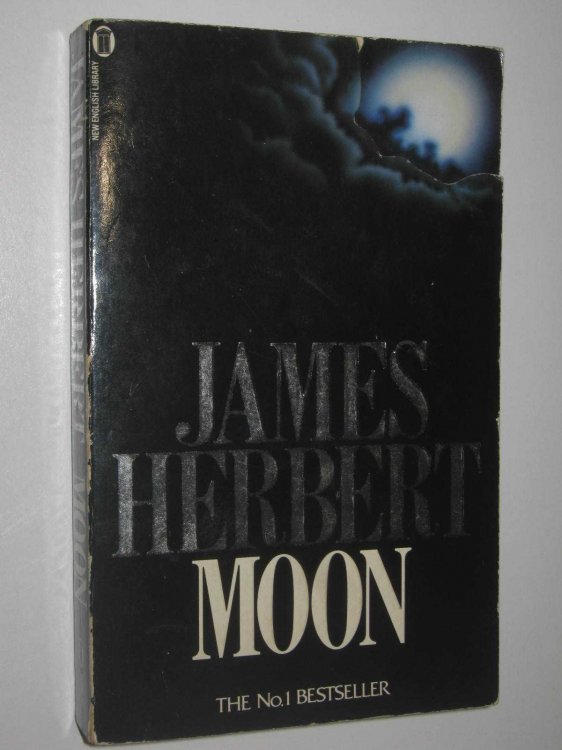 NEW ENGLISH LIBRARY
JAMES HERBERT MOON
JAMES
HERBERT
MOON
THE No.1 BESTSELLER